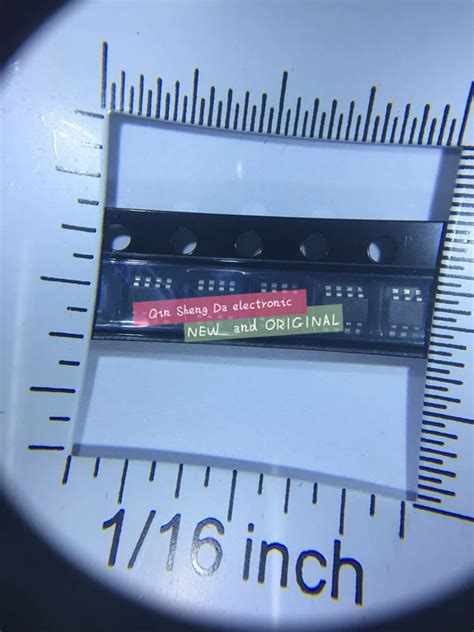 Qin Sheng Da electronic
NEW and ORIGINAL
1/16 inch